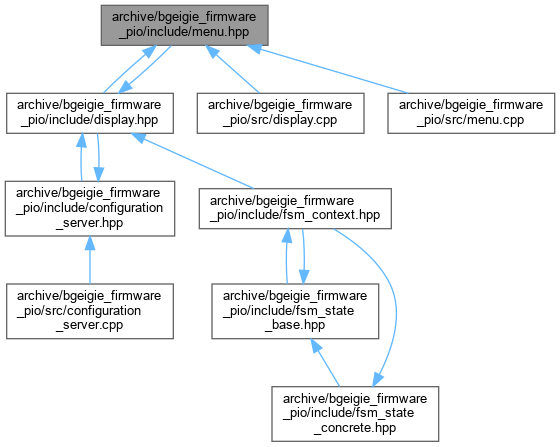 archive/bgeigie_firmware
_pio/include/menu.hpp
archive/bgeigie_firmware
_pio/include/display.hpp
archive/bgeigie_firmware
_pio/src/display.cpp
archive/bgeigie_firmware
_pio/src/menu.cpp
archive/bgeigie_firmware
_pio/include/configuration
_server.hpp
archive/bgeigie_firmware
_pio/include/fsm_context.hpp
archive/bgeigie_firmware
_pio/src/configuration
_server.cpp
archive/bgeigie_firmware
_pio/include/fsm_state
_base.hpp
archive/bgeigie_firmware
_pio/include/fsm_state
_concrete.hpp